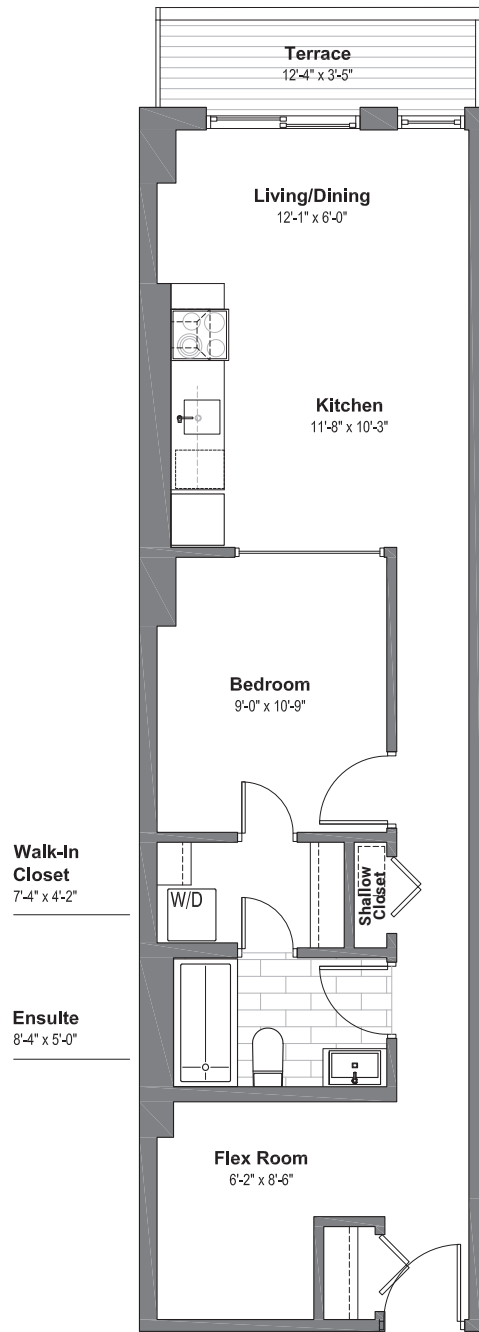 Terrace
12'-4" x 3'-5"
Living/Dining
12'-1" x 6'-0"
Kitchen
11'-8" x 10'-3"
Bedroom
9'-0" x 10'-9"
Walk-In
Closet
7'-4" x 4'-2"
W/D
Shallow
Closet
Ensuite
8'-4" x 5'-0"
Flex Room
6'-2" x 8'-6"